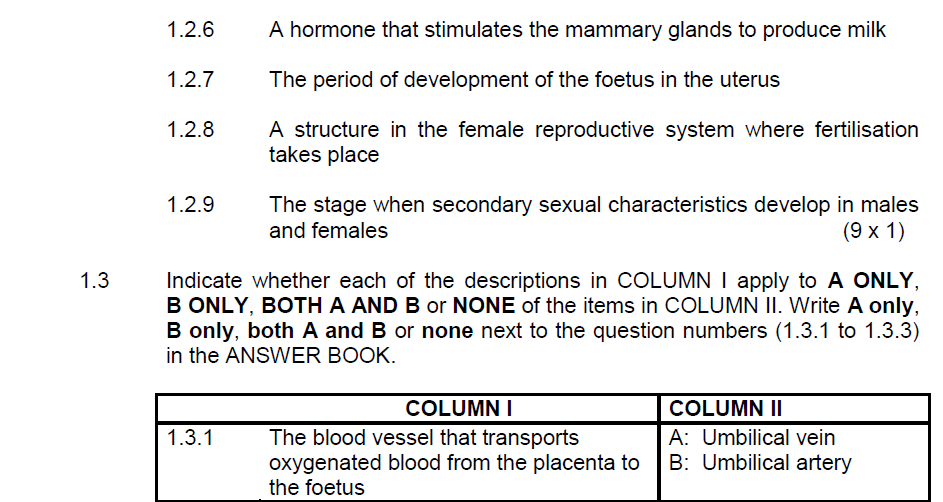 1.2.6 A hormone that stimulates the mammary glands to produce milk
1.2.7 The period of development of the foetus in the uterus
1.2.8 A structure in the female reproductive system where fertilisation
takes place
1.2.9 The stage when secondary sexual characteristics develop in males
and females (9 x 1)
1.3 Indicate whether each of the descriptions in COLUMN I apply to A ONLY,
B ONLY, BOTH A AND B or NONE of the items in COLUMN II. Write A only,
B only, both A and B or none next to the question numbers (1.3.1 to 1.3.3)
in the ANSWER BOOK.
COLUMN I COLUMN II
1.3.1 The blood vessel that transports A: Umbilical vein
oxygenated blood from the placenta to B: Umbilical artery
the foetus